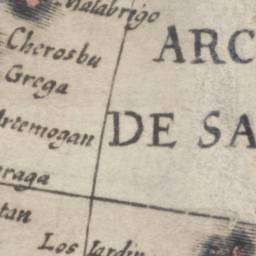 Malabrigo
Cherosbu
Grega
ARC
Artemogan
DE SA
raga
tan
Los Jardin